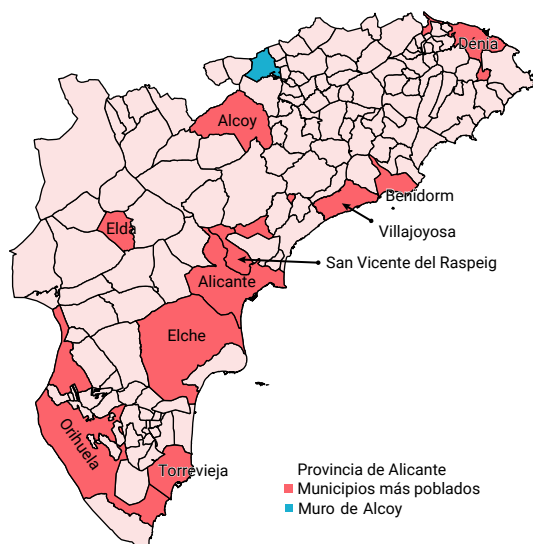 Dénia
Alcoy
Benidorm
Elda
Villajoyosa
San Vicente del Raspeig
Alicante
Elche
Orihuela
Torrevieja
Provincia de Alicante
Municipios más poblados
Muro de Alcoy